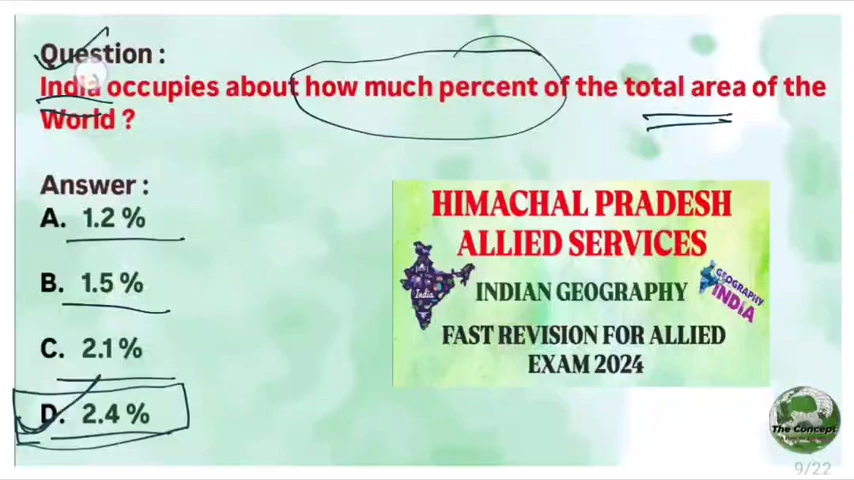 Question :
India occupies about how much percent of the total area of the
World ?
Answer :
A. 1.2 %
B. 1.5 %
C. 2.1 %
D. 2.4 %
HIMACHAL PRADESH
ALLIED SERVICES
India
INDIAN GEOGRAPHY
GEOGRAPHY
INDIA
FAST REVISION FOR ALLIED
EXAM 2024
The Concept
9/22